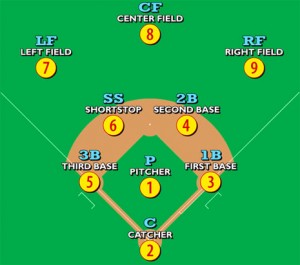 CF
CENTER FIELD
8
LF
LEFT FIELD
7
RF
RIGHT FIELD
9
SS
SHORTSTOP
6
2B
SECOND BASE
4
3B
THIRD BASE
5
P
PITCHER
1
1B
FIRST BASE
3
C
CATCHER
2